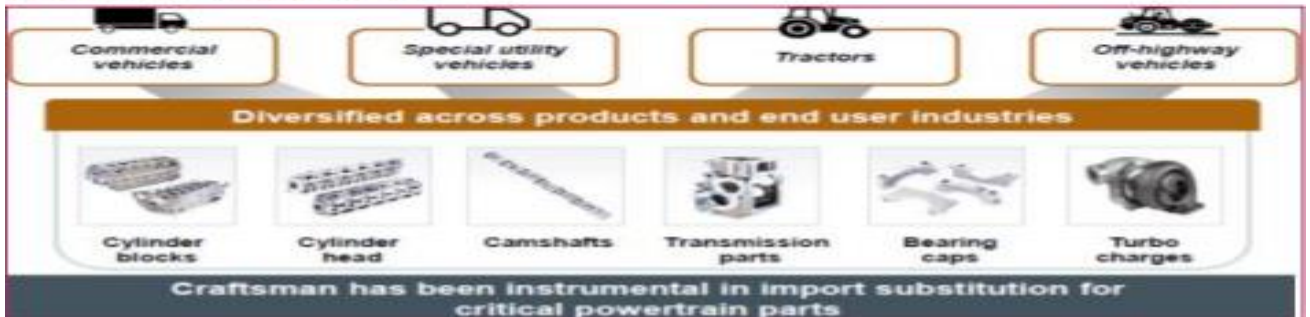 Commercial
vehicles
Special utility
vehicles
Tractors
Off-highway
vehicles
Diversified across products and end user industries
Cylinder
blocks
Cylinder
head
Camshafts
Transmission
parts
Bearing
caps
Turbo
charges
Craftsman has been instrumental in import substitution for
critical powertrain parts